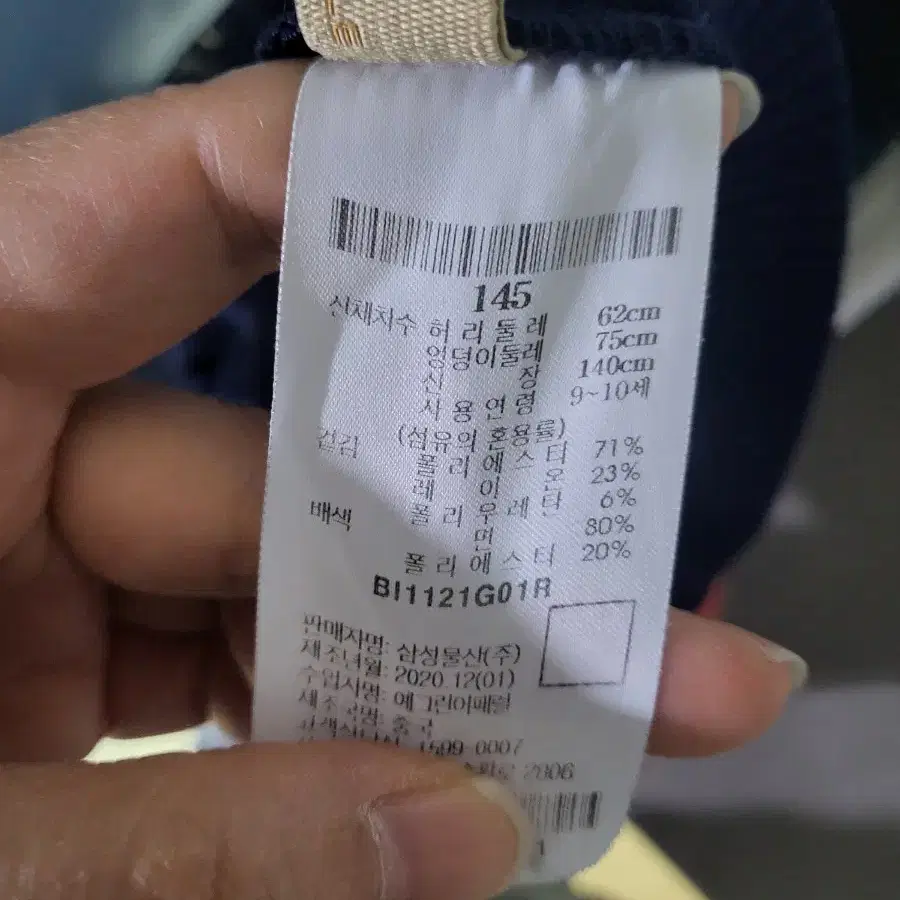 145
신체치수 허리둘레 62cm
엉덩이둘레 75cm
신장 140cm
사용연령 9~10세
(섬유의 혼용률)
겉감 폴리에스터 71%
레이온 23%
폴리우레탄 6%
배색 면 80%
폴리에스터 20%
BI1121G01R
판매자명: 삼성물산(주)
제조년월: 2020 12(01)
수입자명: 예그린어패럴
제조국명: 중국
1599-0007
2806
1